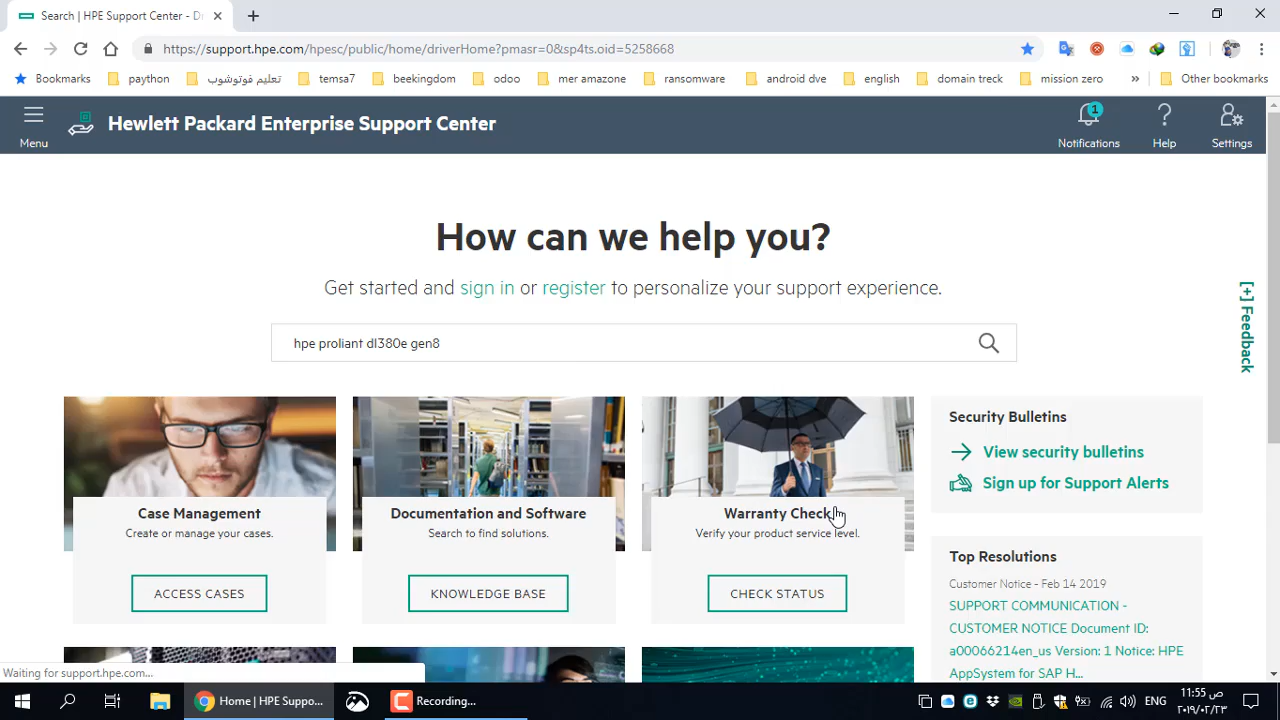 Search | HPE Support Center - D
https://support.hpe.com/hpesc/public/home/driverHome?pmasr=0&sp4ts.oid=5258668
Bookmarks paython تعليم فوتوشوب temsa7 beekingdom odoo mer amazone ransomware android dve english domain treck mission zero » Other bookmarks
Menu
Hewlett Packard Enterprise Support Center
1
Notifications
Help
Settings
How can we help you?
Get started and sign in or register to personalize your support experience.
hpe proliant dl380e gen8
[+] Feedback
Case Management
Create or manage your cases.
ACCESS CASES
Documentation and Software
Search to find solutions.
KNOWLEDGE BASE
Warranty Check
Verify your product service level.
CHECK STATUS
Security Bulletins
View security bulletins
Sign up for Support Alerts
Top Resolutions
Customer Notice - Feb 14 2019
SUPPORT COMMUNICATION -
CUSTOMER NOTICE Document ID:
a00066214en_us Version: 1 Notice: HPE
AppSystem for SAP H...
Waiting for support.hpe.com...
Home | HPE Suppo...
Recording...
ENG
11:55 ص
٢٠١٩/٠٢/٢٣